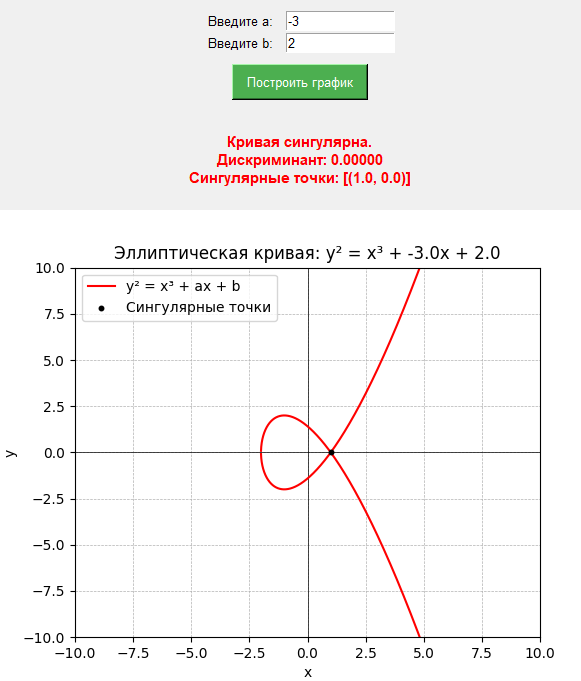 Введите a: -3
Введите b: 2
Построить график
Кривая сингулярна.
Дискриминант: 0.00000
Сингулярные точки: [(1.0, 0.0)]
Эллиптическая кривая: y² = x³ + -3.0x + 2.0
y² = x³ + ax + b
Сингулярные точки
10.0
7.5
5.0
2.5
0.0
−2.5
−5.0
−7.5
−10.0
y
−10.0 −7.5 −5.0 −2.5 0.0 2.5 5.0 7.5 10.0
x